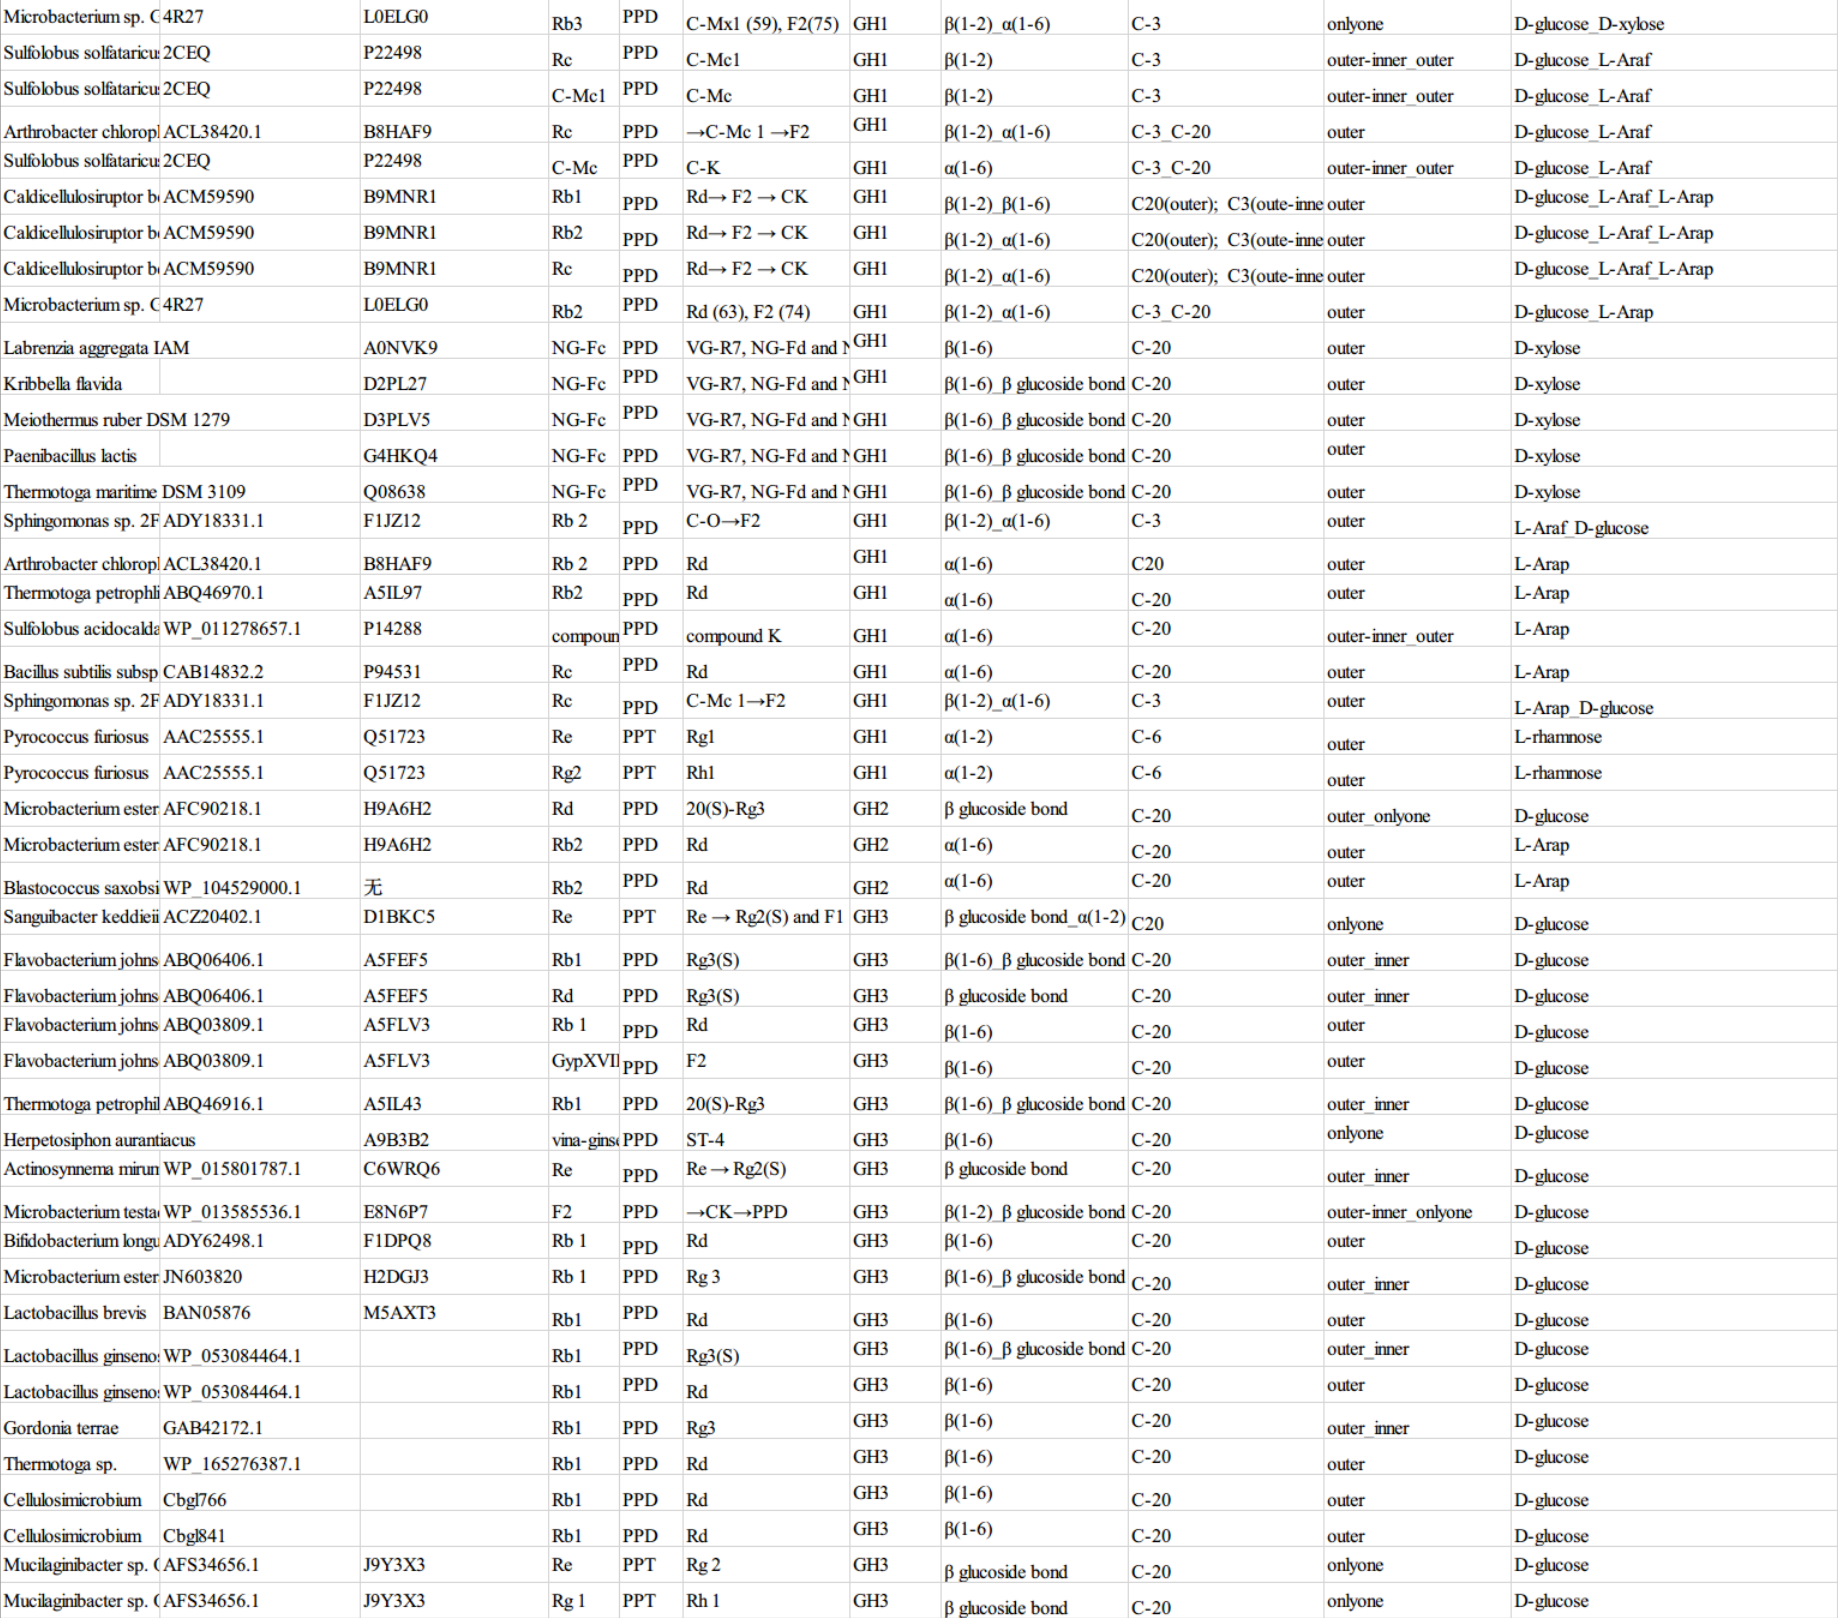 Microbacterium sp. G 4R27 L0ELG0 Rb3 PPD C-Mx1 (59), F2(75) GH1 β(1-2)_α(1-6) C-3 onlyone D-glucose_D-xylose
Sulfolobus solfataricu 2CEQ P22498 Rc PPD C-Mc1 GH1 β(1-2) C-3 outer-inner_outer D-glucose_L-Araf
Sulfolobus solfataricu 2CEQ P22498 C-Mc1 PPD C-Mc GH1 β(1-2) C-3 outer-inner_outer D-glucose_L-Araf
Arthrobacter chlorop ACL38420.1 B8HAF9 Rc PPD →C-Mc 1 →F2 GH1 β(1-2)_α(1-6) C-3_C-20 outer D-glucose_L-Araf
Sulfolobus solfataricu 2CEQ P22498 C-Mc PPD C-K GH1 α(1-6) C-3_C-20 outer-inner_outer D-glucose_L-Araf
Caldicellulosiruptor b ACM59590 B9MNR1 Rb1 PPD Rd→ F2 → CK GH1 β(1-2)_β(1-6) C20(outer); C3(oute-inne outer D-glucose_L-Araf_L-Arap
Caldicellulosiruptor b ACM59590 B9MNR1 Rb2 PPD Rd→ F2 → CK GH1 β(1-2)_α(1-6) C20(outer); C3(oute-inne outer D-glucose_L-Araf_L-Arap
Caldicellulosiruptor b ACM59590 B9MNR1 Rc PPD Rd→ F2 → CK GH1 β(1-2)_α(1-6) C20(outer); C3(oute-inne outer D-glucose_L-Araf_L-Arap
Microbacterium sp. G 4R27 L0ELG0 Rb2 PPD Rd (63), F2 (74) GH1 β(1-2)_α(1-6) C-3_C-20 outer D-glucose_L-Arap
Labrenzia aggregata IAM A0NVK9 NG-Fc PPD VG-R7, NG-Fd and N GH1 β(1-6) C-20 outer D-xylose
Kribbella flavida D2PL27 NG-Fc PPD VG-R7, NG-Fd and N GH1 β(1-6)_β glucoside bond C-20 outer D-xylose
Meiothermus ruber DSM 1279 D3PLV5 NG-Fc PPD VG-R7, NG-Fd and N GH1 β(1-6)_β glucoside bond C-20 outer D-xylose
Paenibacillus lactis G4HKQ4 NG-Fc PPD VG-R7, NG-Fd and N GH1 β(1-6)_β glucoside bond C-20 outer D-xylose
Thermotoga maritime DSM 3109 Q08638 NG-Fc PPD VG-R7, NG-Fd and N GH1 β(1-6)_β glucoside bond C-20 outer D-xylose
Sphingomonas sp. 2F ADY18331.1 F1JZ12 Rb 2 PPD C-O→F2 GH1 β(1-2)_α(1-6) C-3 outer L-Araf_D-glucose
Arthrobacter chlorop ACL38420.1 B8HAF9 Rb 2 PPD Rd GH1 α(1-6) C20 outer L-Arap
Thermotoga petrophli ABQ46970.1 A5IL97 Rb2 PPD Rd GH1 α(1-6) C-20 outer L-Arap
Sulfolobus acidocalda WP_011278657.1 P14288 compoun PPD compound K GH1 α(1-6) C-20 outer-inner_outer L-Arap
Bacillus subtilis subsp CAB14832.2 P94531 Rc PPD Rd GH1 α(1-6) C-20 outer L-Arap
Sphingomonas sp. 2F ADY18331.1 F1JZ12 Rc PPD C-Mc 1→F2 GH1 β(1-2)_α(1-6) C-3 outer L-Arap_D-glucose
Pyrococcus furiosus AAC25555.1 Q51723 Re PPT Rg1 GH1 α(1-2) C-6 outer L-rhamnose
Pyrococcus furiosus AAC25555.1 Q51723 Rg2 PPT Rh1 GH1 α(1-2) C-6 outer L-rhamnose
Microbacterium ester AFC90218.1 H9A6H2 Rd PPD 20(S)-Rg3 GH2 β glucoside bond C-20 outer_onlyone D-glucose
Microbacterium ester AFC90218.1 H9A6H2 Rb2 PPD Rd GH2 α(1-6) C-20 outer L-Arap
Blastococcus saxobsi WP_104529000.1 无 Rb2 PPD Rd GH2 α(1-6) C-20 outer L-Arap
Sanguibacter keddieii ACZ20402.1 D1BKC5 Re PPT Re → Rg2(S) and F1 GH3 β glucoside bond_α(1-2) C20 onlyone D-glucose
Flavobacterium johns ABQ06406.1 A5FEF5 Rb1 PPD Rg3(S) GH3 β(1-6)_β glucoside bond C-20 outer_inner D-glucose
Flavobacterium johns ABQ06406.1 A5FEF5 Rd PPD Rg3(S) GH3 β glucoside bond C-20 outer_inner D-glucose
Flavobacterium johns ABQ03809.1 A5FLV3 Rb 1 PPD Rd GH3 β(1-6) C-20 outer D-glucose
Flavobacterium johns ABQ03809.1 A5FLV3 GypXVII PPD F2 GH3 β(1-6) C-20 outer D-glucose
Thermotoga petrophil ABQ46916.1 A5IL43 Rb1 PPD 20(S)-Rg3 GH3 β(1-6)_β glucoside bond C-20 outer_inner D-glucose
Herpetosiphon aurantiacus A9B3B2 vina-ginse PPD ST-4 GH3 β(1-6) C-20 onlyone D-glucose
Actinosynnema mirum WP_015801787.1 C6WRQ6 Re PPD Re → Rg2(S) GH3 β glucoside bond C-20 outer_inner D-glucose
Microbacterium testa WP_013585536.1 E8N6P7 F2 PPD →CK→PPD GH3 β(1-2)_β glucoside bond C-20 outer-inner_onlyone D-glucose
Bifidobacterium longu ADY62498.1 F1DPQ8 Rb 1 PPD Rd GH3 β(1-6) C-20 outer D-glucose
Microbacterium ester JN603820 H2DGJ3 Rb 1 PPD Rg 3 GH3 β(1-6)_β glucoside bond C-20 outer_inner D-glucose
Lactobacillus brevis BAN05876 M5AXT3 Rb1 PPD Rd GH3 β(1-6) C-20 outer D-glucose
Lactobacillus ginseno WP_053084464.1 Rb1 PPD Rg3(S) GH3 β(1-6)_β glucoside bond C-20 outer_inner D-glucose
Lactobacillus ginseno WP_053084464.1 Rb1 PPD Rd GH3 β(1-6) C-20 outer D-glucose
Gordonia terrae GAB42172.1 Rb1 PPD Rg3 GH3 β(1-6) C-20 outer_inner D-glucose
Thermotoga sp. WP_165276387.1 Rb1 PPD Rd GH3 β(1-6) C-20 outer D-glucose
Cellulosimicrobium Cbgl766 Rb1 PPD Rd GH3 β(1-6) C-20 outer D-glucose
Cellulosimicrobium Cbgl841 Rb1 PPD Rd GH3 β(1-6) C-20 outer D-glucose
Mucilaginibacter sp. AFS34656.1 J9Y3X3 Re PPT Rg 2 GH3 β glucoside bond C-20 onlyone D-glucose
Mucilaginibacter sp. AFS34656.1 J9Y3X3 Rg 1 PPT Rh 1 GH3 β glucoside bond C-20 onlyone D-glucose